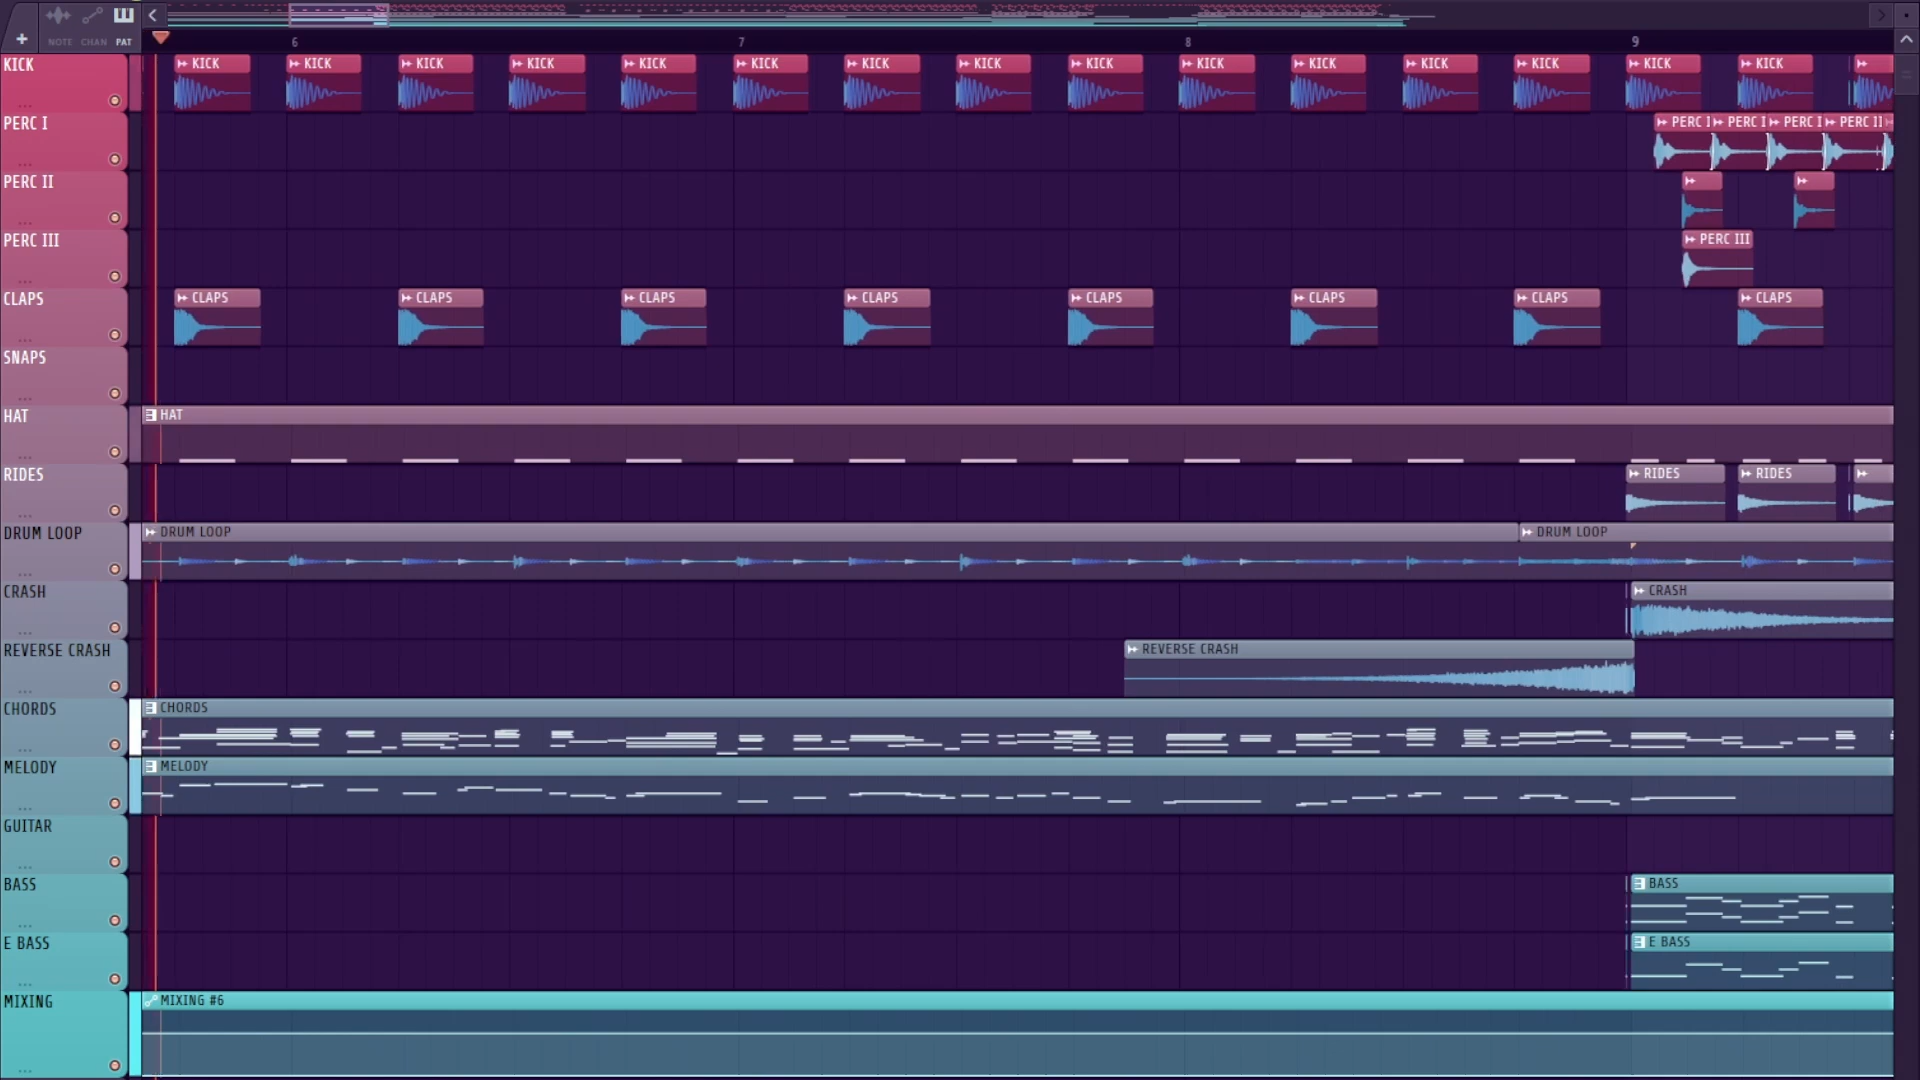 NOTE CHAN PAT
6 7 8 9
KICK KICK KICK KICK KICK KICK KICK KICK KICK KICK KICK KICK KICK KICK KICK KICK
PERC I PERC I PERC I PERC I PERC II
PERC II
PERC III PERC III
CLAPS CLAPS CLAPS CLAPS CLAPS CLAPS CLAPS CLAPS CLAPS
SNAPS
HAT HAT
RIDES RIDES RIDES
DRUM LOOP DRUM LOOP DRUM LOOP
CRASH CRASH
REVERSE CRASH REVERSE CRASH
CHORDS CHORDS
MELODY MELODY
GUITAR
BASS BASS
E BASS E BASS
MIXING MIXING #6